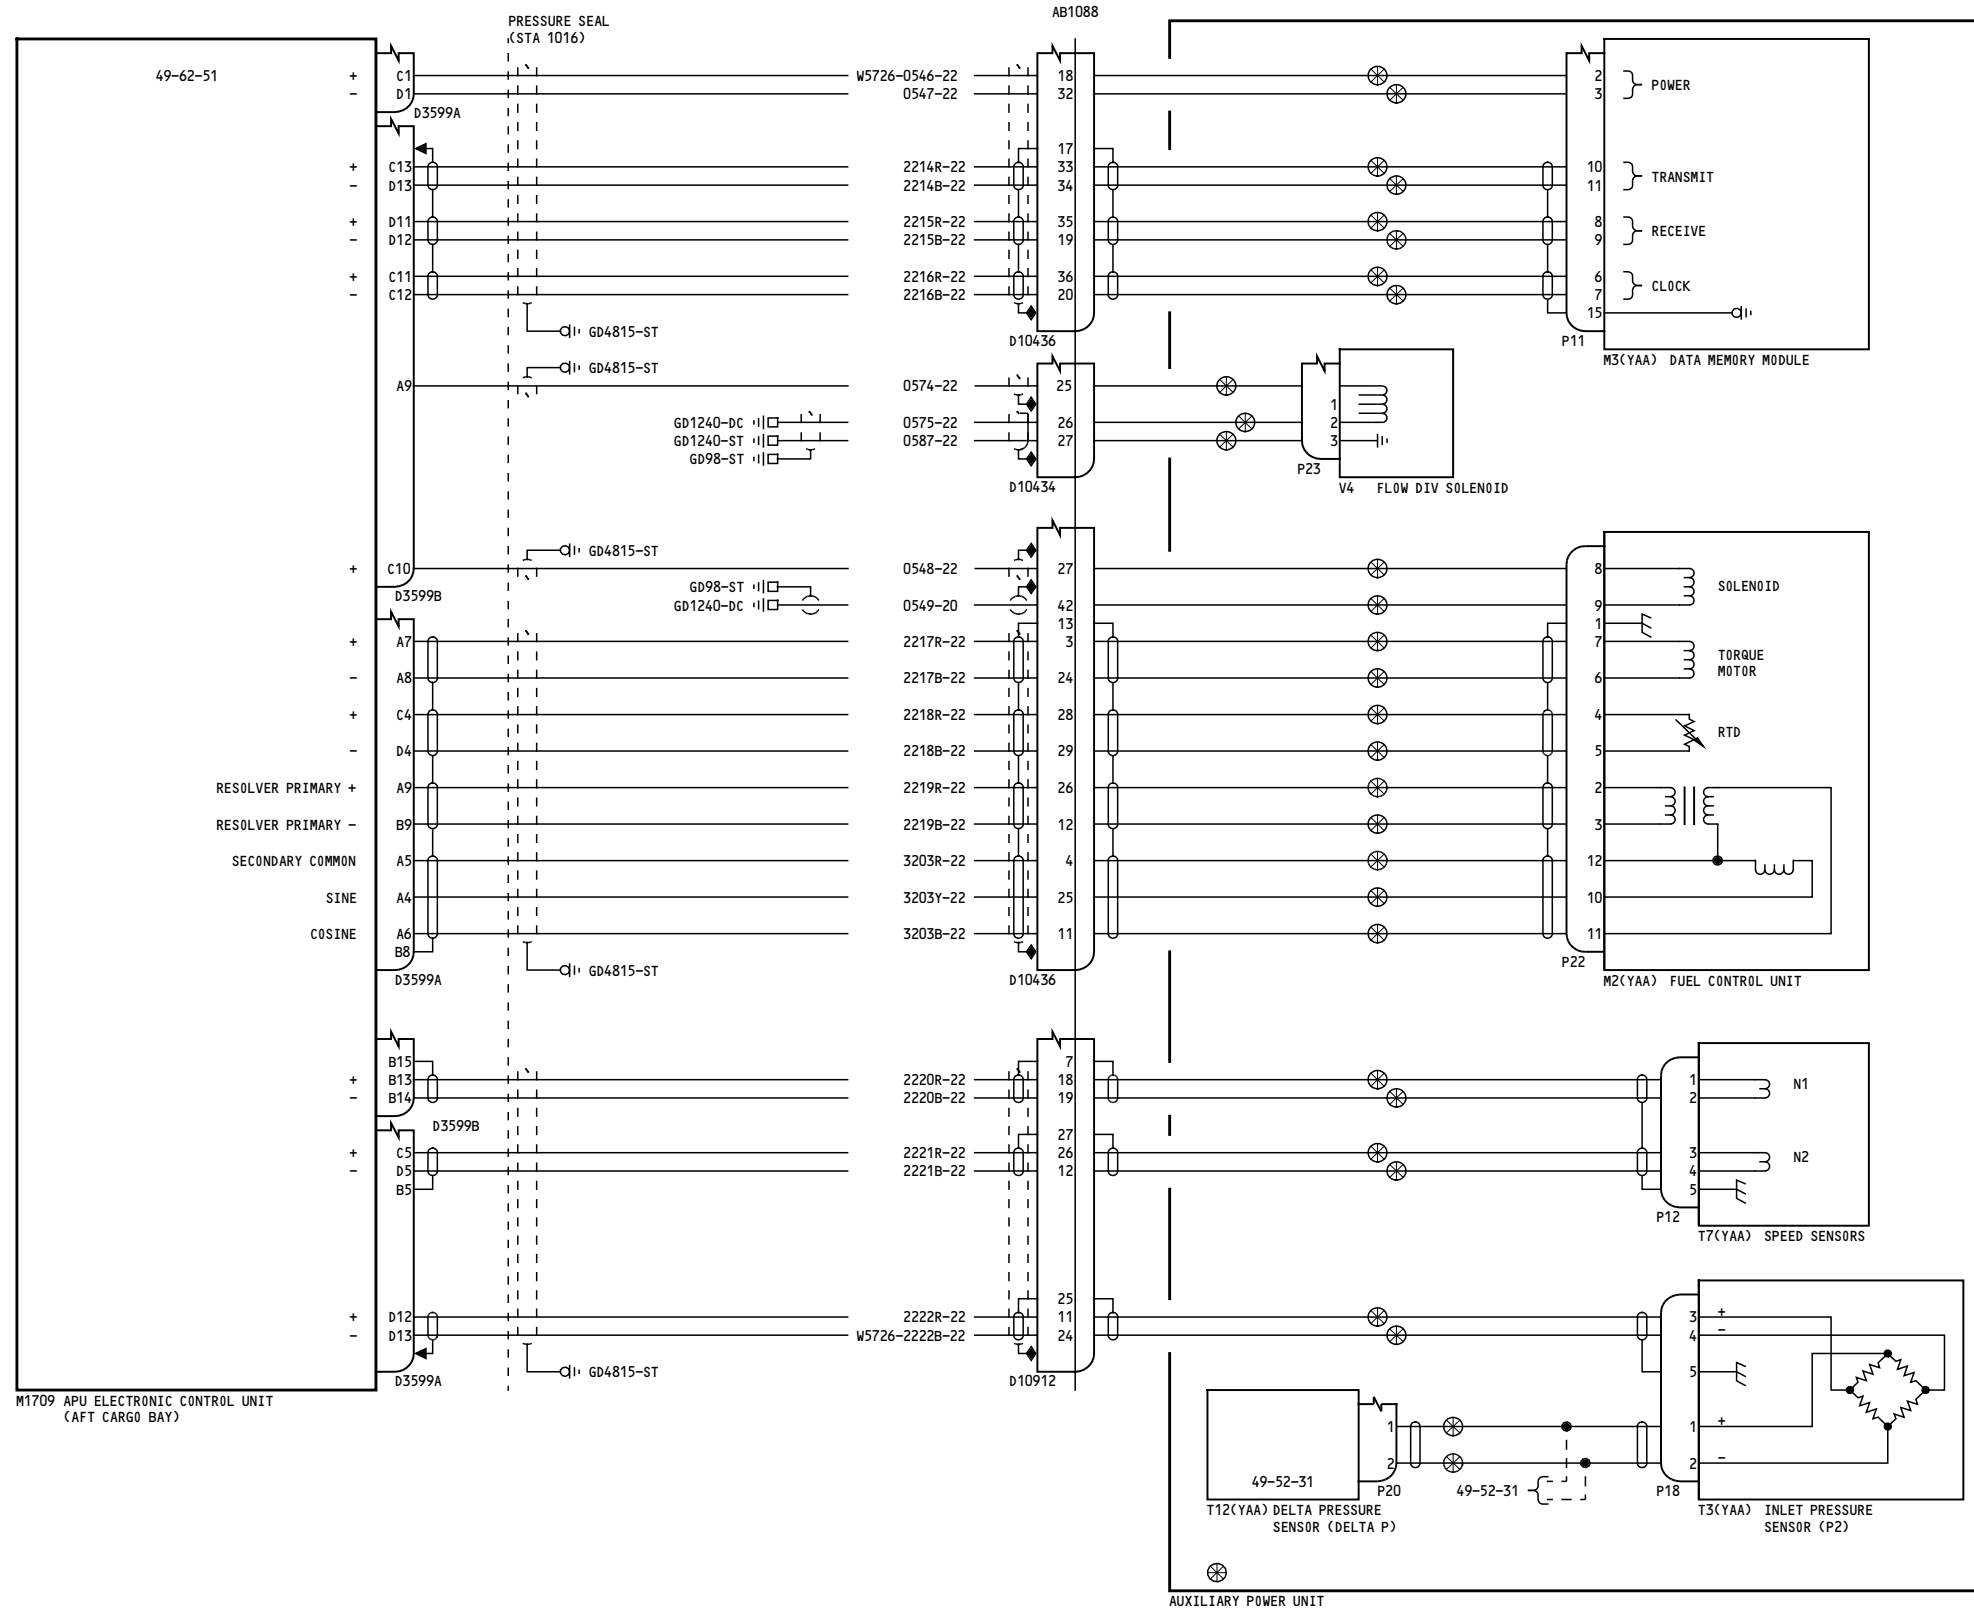 PRESSURE SEAL
(STA 1016)
AB1088
49-62-51
+ C1 W5726-0546-22 18 2 POWER
- D1 0547-22 32 3
D3599A
17
+ C13 2214R-22 33 10 TRANSMIT
- D13 2214B-22 34 11
+ D11 2215R-22 35 8 RECEIVE
- D12 2215B-22 19 9
+ C11 2216R-22 36 6 CLOCK
- C12 2216B-22 20 7
15
GD4815-ST
D10436 P11
M3(YAA) DATA MEMORY MODULE
GD4815-ST
A9 0574-22 25
1
GD1240-DC 0575-22 26 2
GD1240-ST 0587-22 27 3
GD98-ST
P23
D10434
V4 FLOW DIV SOLENOID
GD4815-ST
+ C10 0548-22 27 8
SOLENOID
GD98-ST
D3599B
GD1240-DC 0549-20 42 9
13 1
+ A7 2217R-22 3 7
TORQUE
MOTOR
- A8 2217B-22 24 6
+ C4 2218R-22 28 4
RTD
- D4 2218B-22 29 5
RESOLVER PRIMARY + A9 2219R-22 26 2
RESOLVER PRIMARY - B9 2219B-22 12 3
SECONDARY COMMON A5 3203R-22 4 12
SINE A4 3203Y-22 25 10
COSINE A6 3203B-22 11 11
B8
P22
GD4815-ST
D3599A D10436
M2(YAA) FUEL CONTROL UNIT
B15 7
+ B13 2220R-22 18 1 N1
- B14 2220B-22 19 2
D3599B
27
+ C5 2221R-22 26 3 N2
- D5 2221B-22 12 4
B5 5
P12
T7(YAA) SPEED SENSORS
25
+ D12 2222R-22 11 3 +
- D13 W5726-2222B-22 24 4 -
GD4815-ST
5
D3599A D10912
M1709 APU ELECTRONIC CONTROL UNIT
(AFT CARGO BAY)
1 1 +
2 2 -
49-52-31
P20
49-52-31
P18
T12(YAA) DELTA PRESSURE
SENSOR (DELTA P)
T3(YAA) INLET PRESSURE
SENSOR (P2)
AUXILIARY POWER UNIT